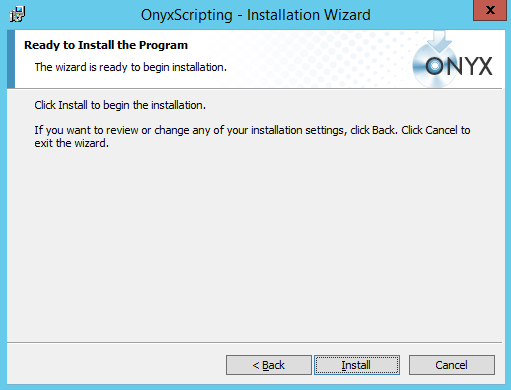 OnyxScripting - Installation Wizard
x
Ready to Install the Program
The wizard is ready to begin installation.
ONYX
Click Install to begin the installation.
If you want to review or change any of your installation settings, click Back. Click Cancel to
exit the wizard.
< Back
Install
Cancel